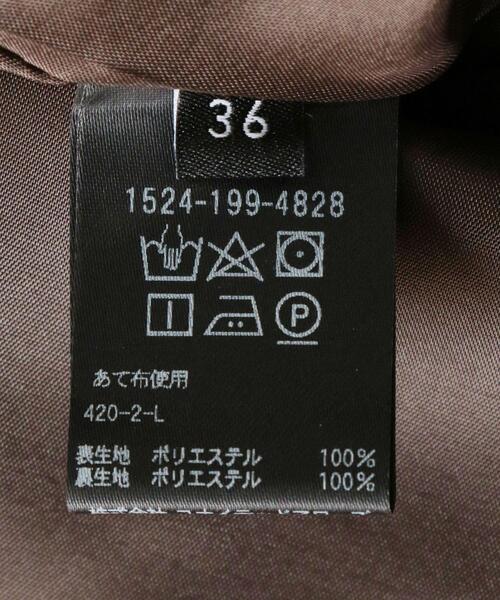 36
1524-199-4828
P
あて布使用
420-2-L
表生地 ポリエステル 100%
裏生地 ポリエステル 100%